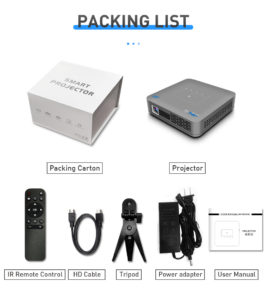 PACKING LIST
SMART
PROJECTOR
Packing Carton
Projector
IR Remote Control
HD Cable
Tripod
Power adapter
User Manual